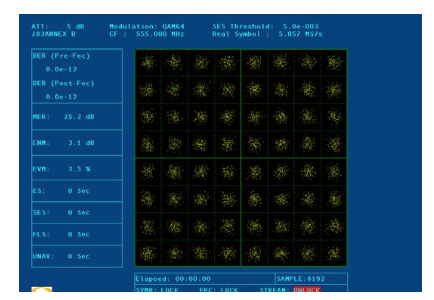 ATT: 5 dB Modulation: QAM64 SES Threshold: 5.0e-003
J83ANNEX B CF : 555.000 MHz Real Symbol : 5.057 MS/s
BER (Pre-Fec)
0.0e-12
BER (Post-Fec)
0.0e-12
MER: 25.2 dB
ENM: 3.1 dB
EVM: 3.5 %
ES: 0 Sec
SES: 0 Sec
FLS: 0 Sec
UNAV: 0 Sec
Elapsed: 00:00:00 SAMPLE:8192
SYMB: LOCK FEC: LOCK STREAM: UNLOCK